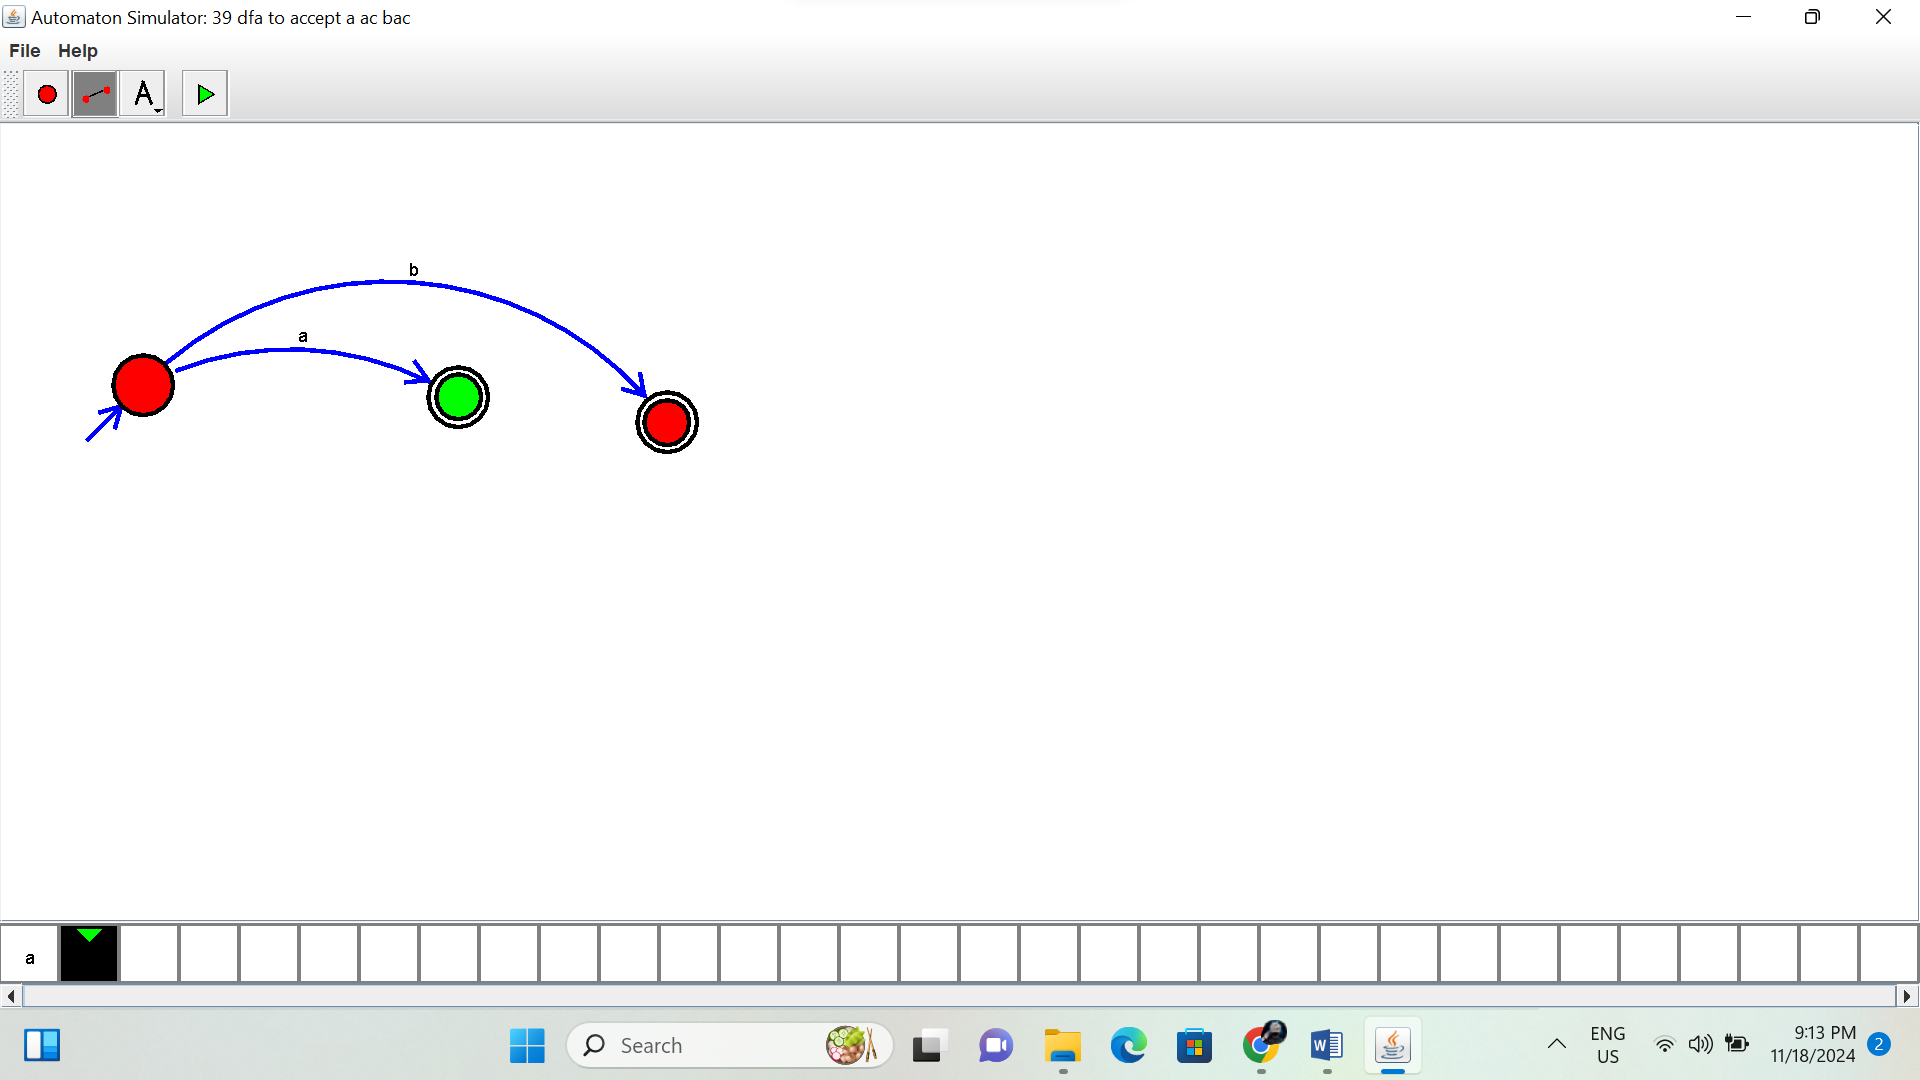 Automaton Simulator: 39 dfa to accept a ac bac
File Help
A
b
a
a
Search
W
ENG
US
9:13 PM
11/18/2024
2